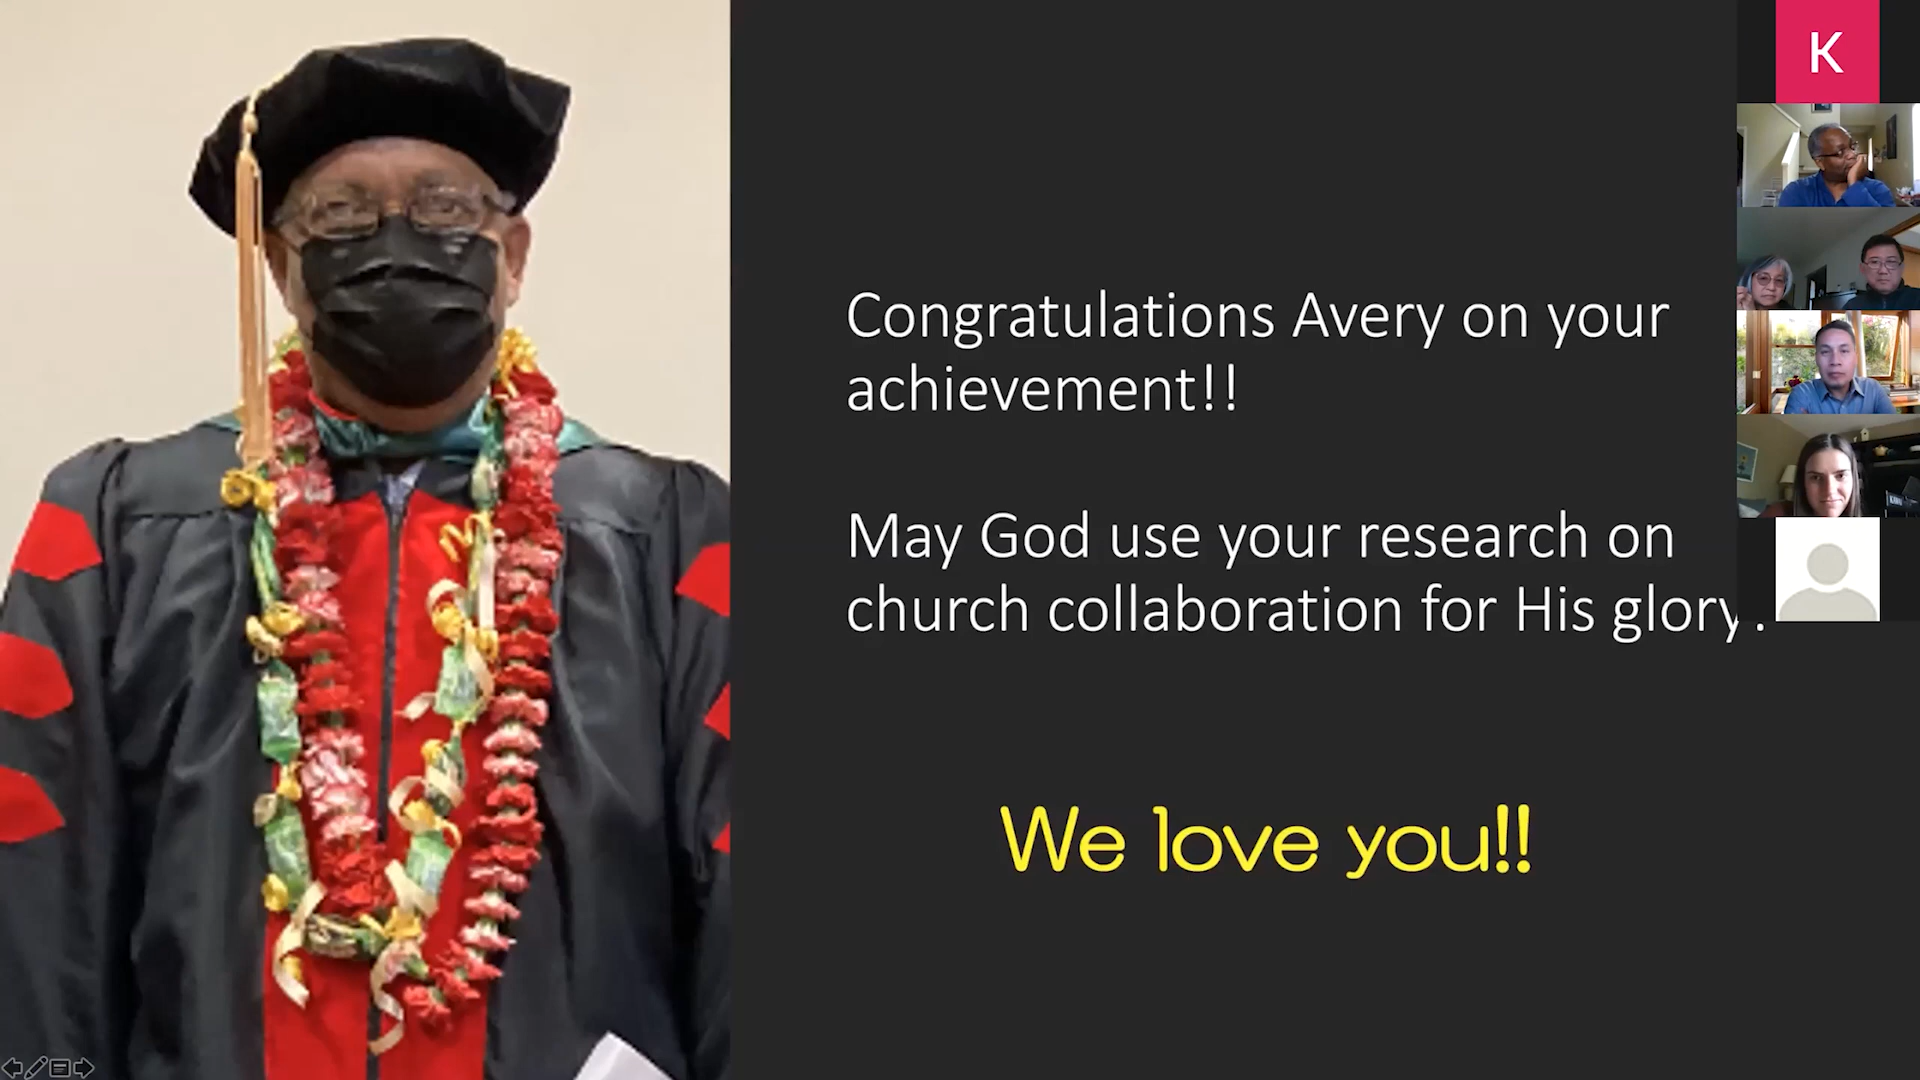 Congratulations Avery on your
achievement!!
May God use your research on
church collaboration for His glory.
We love you!!
K